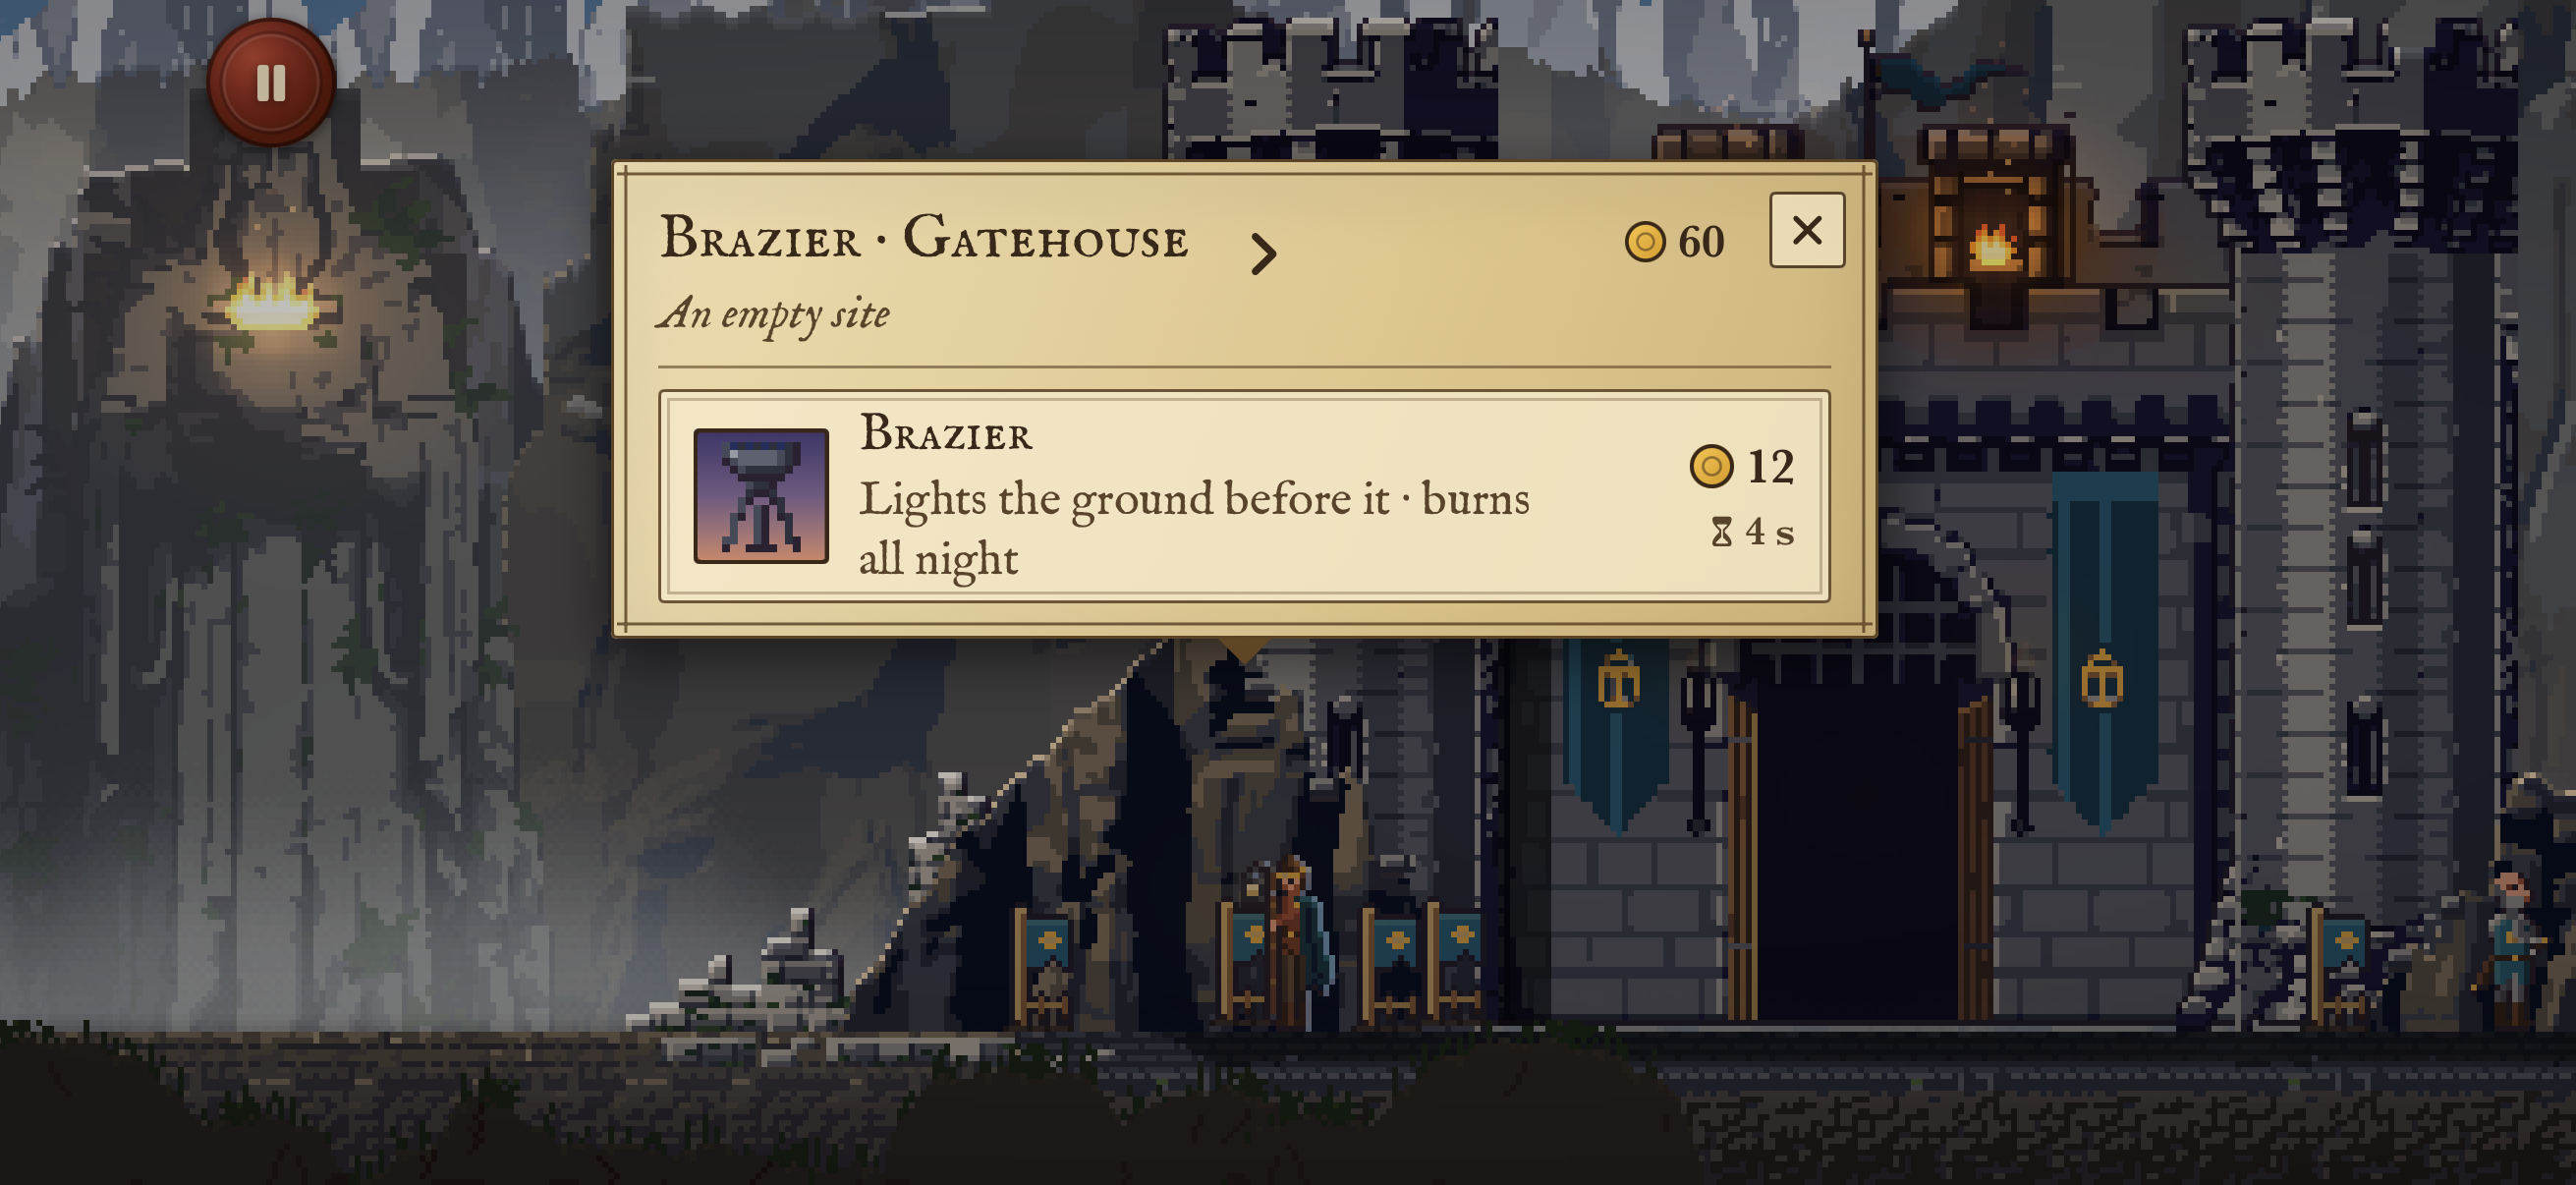 Brazier · Gatehouse
60
An empty site
Brazier
Lights the ground before it · burns
all night
12
4 s